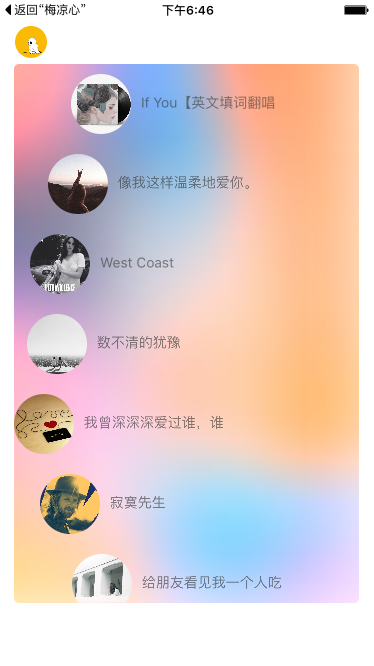 返回“梅凉心”
下午6:46
If You【英文填词翻唱
像我这样温柔地爱你。
West Coast
数不清的犹豫
我曾深深深爱过谁，谁
寂寞先生
给朋友看见我一个人吃